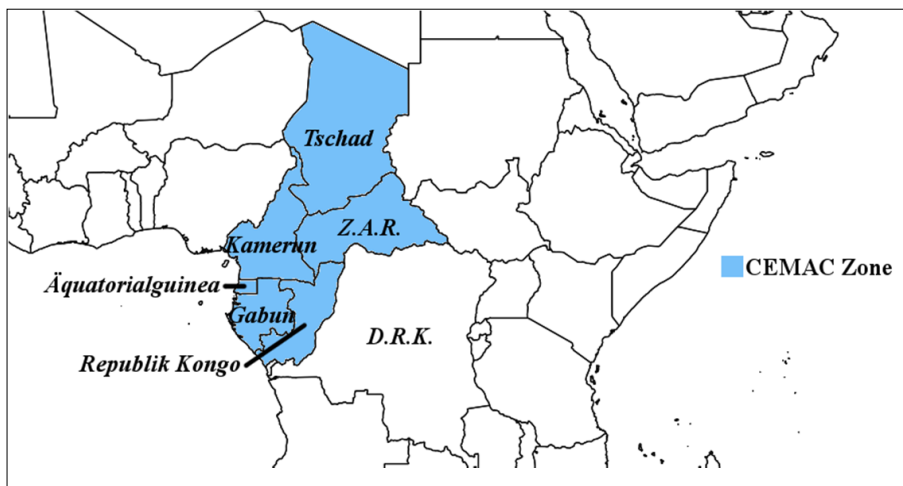 Tschad
Z.A.R.
Kamerun
CEMAC Zone
Äquatorialguinea
Gabun
D.R.K.
Republik Kongo